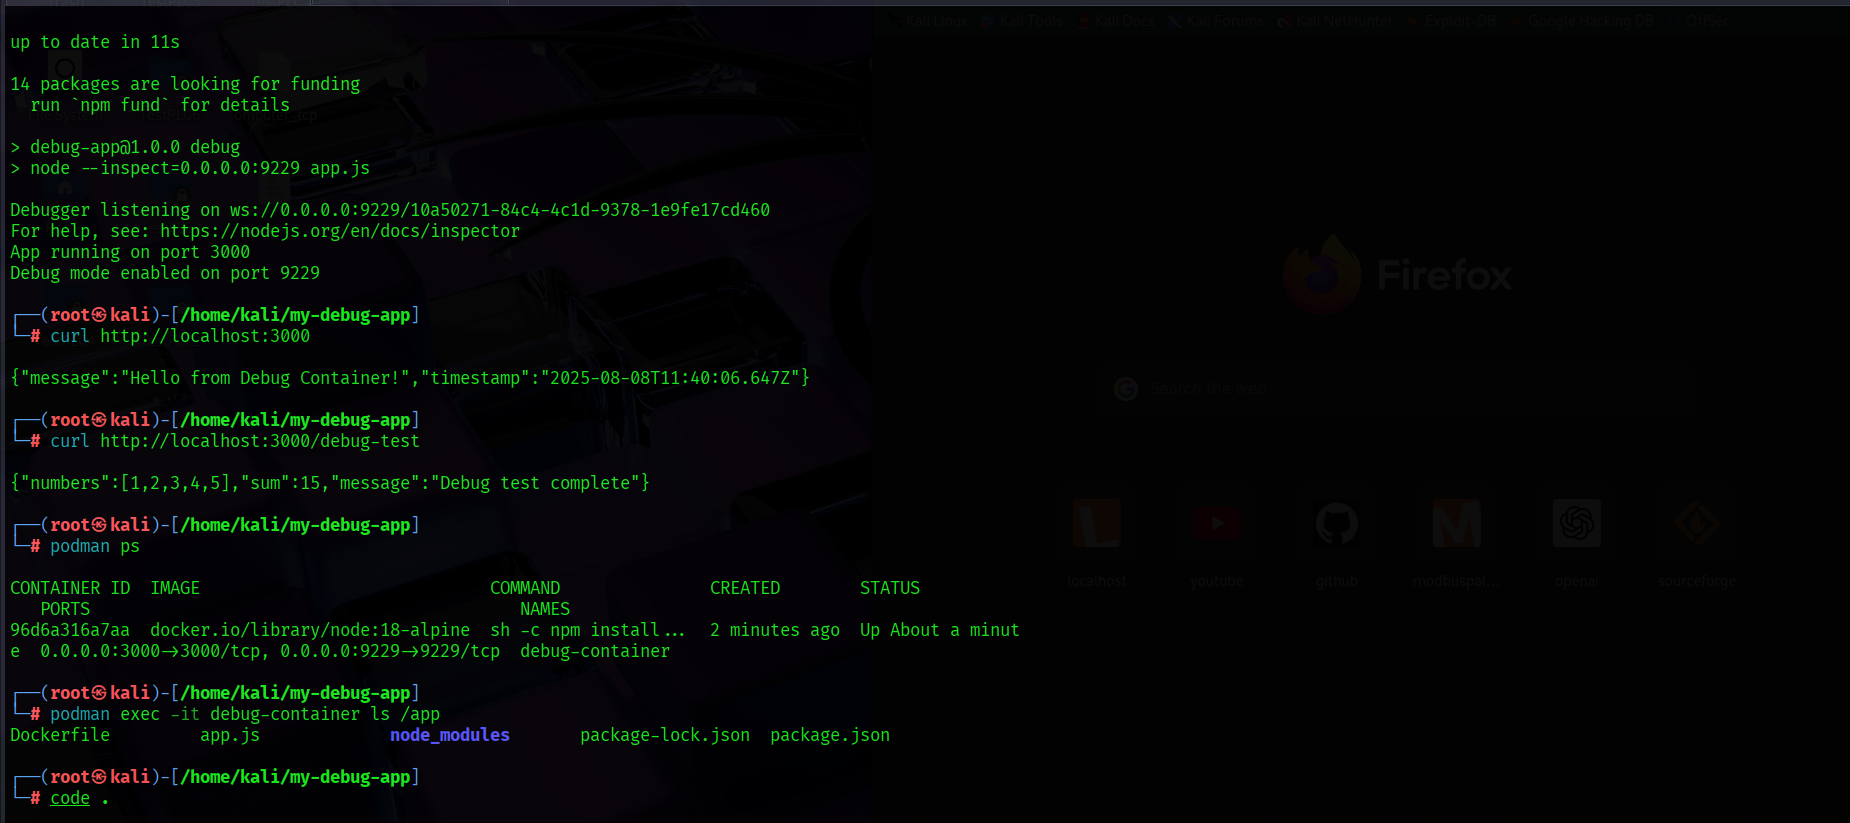 Kali Linux Kali Tools Kali Docs Kali Forums Kali NetHunter Exploit-DB Google Hacking DB OffSec
up to date in 11s
14 packages are looking for funding
run `npm fund` for details
> debug-app@1.0.0 debug
> node --inspect=0.0.0.0:9229 app.js
Debugger listening on ws://0.0.0.0:9229/10a50271-84c4-4c1d-9378-1e9fe17cd460
For help, see: https://nodejs.org/en/docs/inspector
App running on port 3000
Debug mode enabled on port 9229
┌──(root㉿kali)-[/home/kali/my-debug-app]
└─# curl http://localhost:3000
{"message":"Hello from Debug Container!","timestamp":"2025-08-08T11:40:06.647Z"}
┌──(root㉿kali)-[/home/kali/my-debug-app]
└─# curl http://localhost:3000/debug-test
{"numbers":[1,2,3,4,5],"sum":15,"message":"Debug test complete"}
┌──(root㉿kali)-[/home/kali/my-debug-app]
└─# podman ps
CONTAINER ID  IMAGE                             COMMAND               CREATED        STATUS
PORTS                                           NAMES
96d6a316a7aa  docker.io/library/node:18-alpine  sh -c npm install...  2 minutes ago  Up About a minut
e  0.0.0.0:3000->3000/tcp, 0.0.0.0:9229->9229/tcp  debug-container
┌──(root㉿kali)-[/home/kali/my-debug-app]
└─# podman exec -it debug-container ls /app
Dockerfile         app.js             node_modules       package-lock.json  package.json
┌──(root㉿kali)-[/home/kali/my-debug-app]
└─# code .
Firefox
Search the web
localhost youtube github modbuspal... openai sourceforge